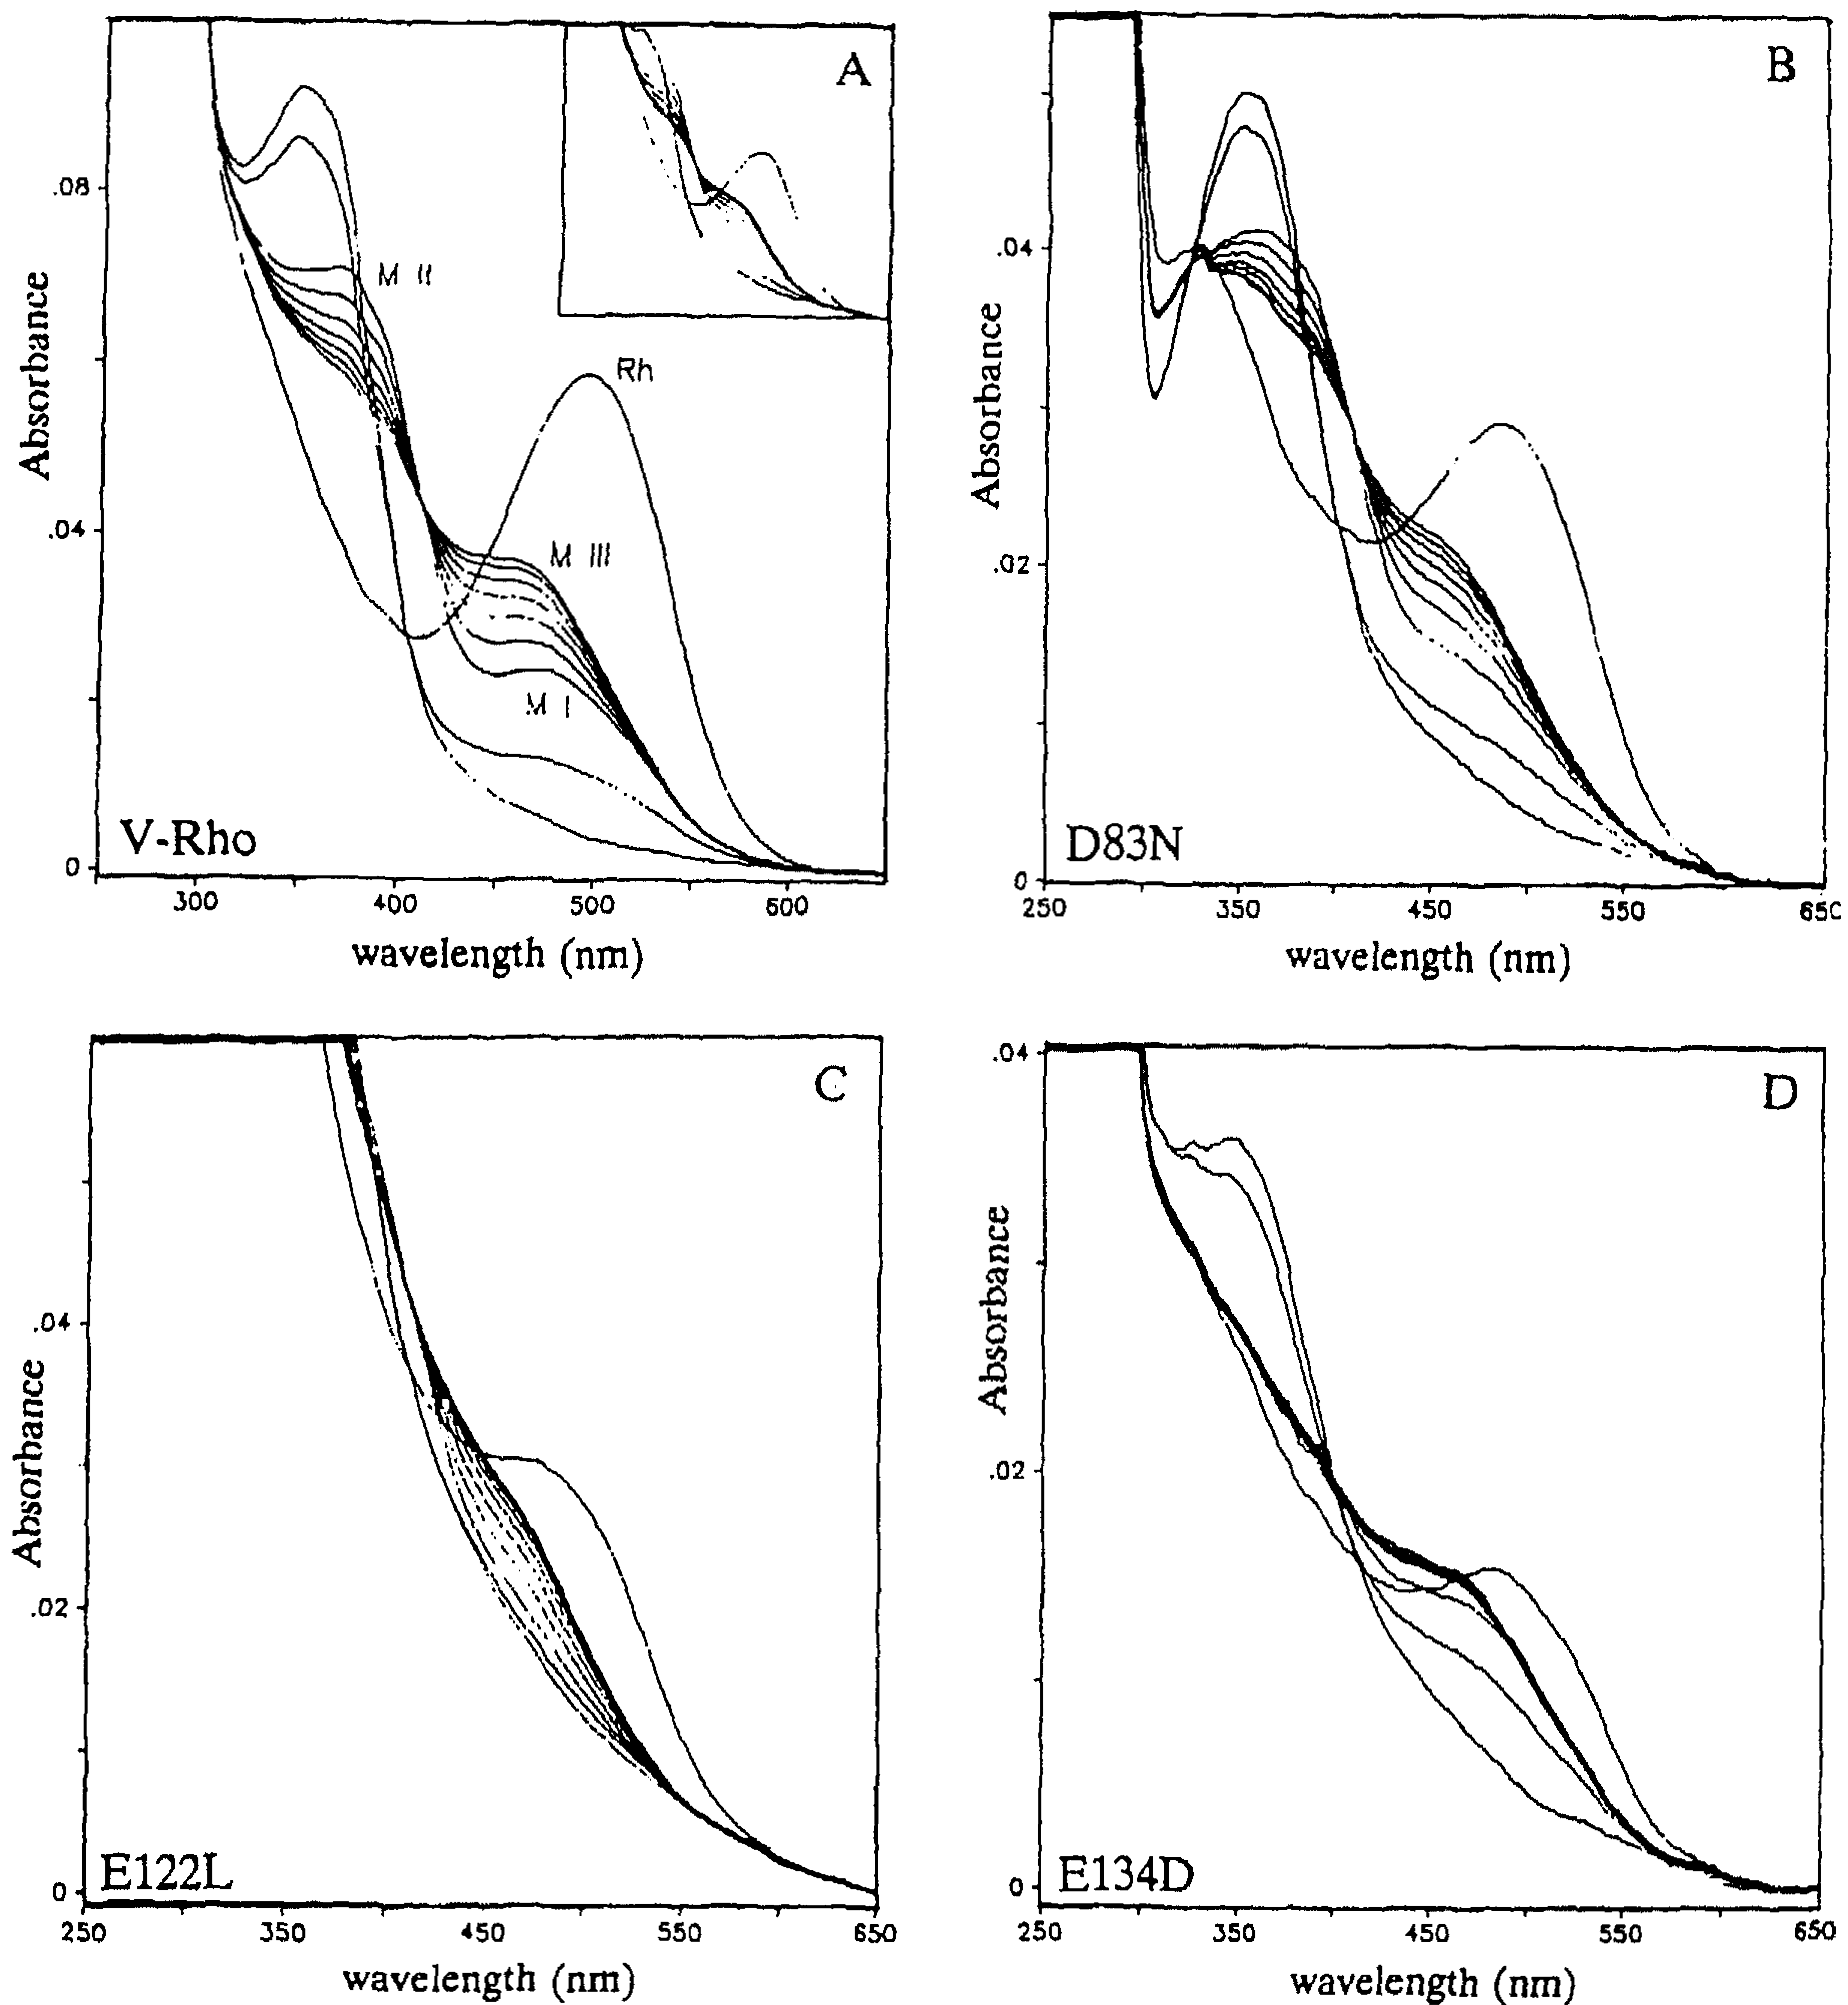 A
Absorbance
.08
.04
0
M II
Rh
M III
M I
V-Rho
300
400
500
600
wavelength (nm)
B
Absorbance
.04
.02
0
D83N
250
350
450
550
650
wavelength (nm)
C
Absorbance
.04
.02
0
E122L
250
350
450
550
650
wavelength (nm)
D
Absorbance
.04
.02
0
E134D
250
350
450
550
650
wavelength (nm)